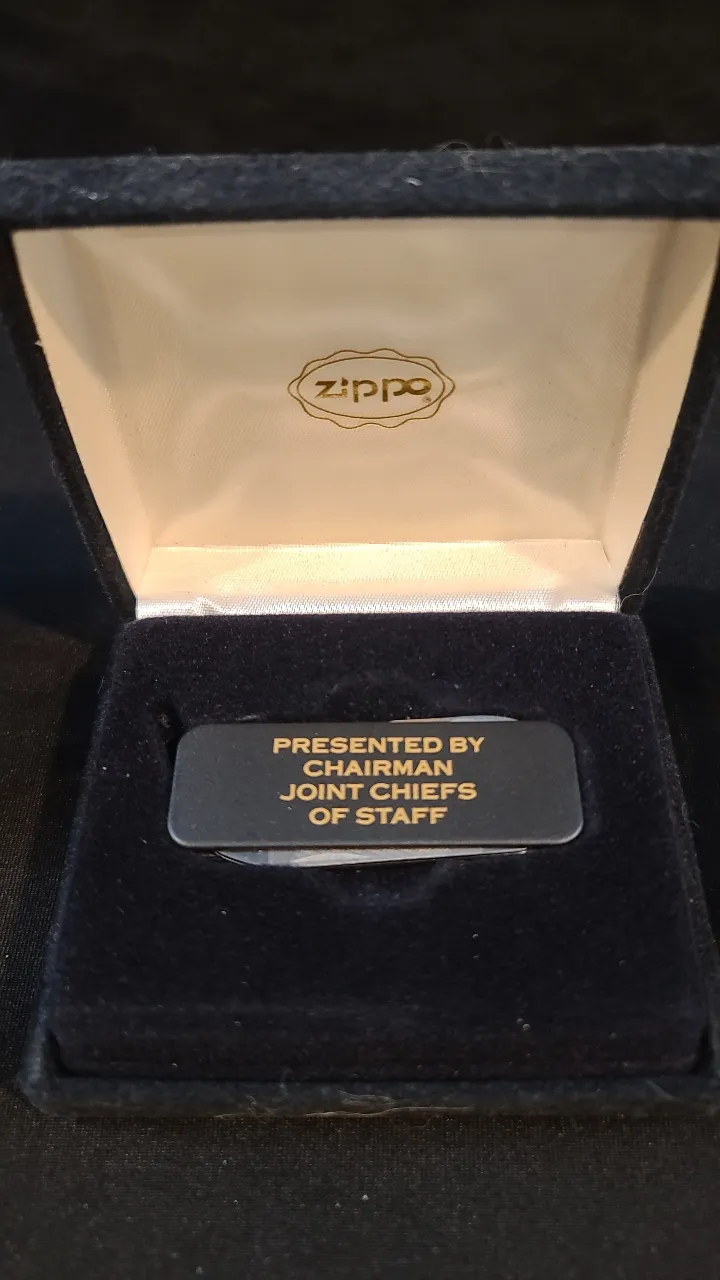 zippo
PRESENTED BY
CHAIRMAN
JOINT CHIEFS
OF STAFF